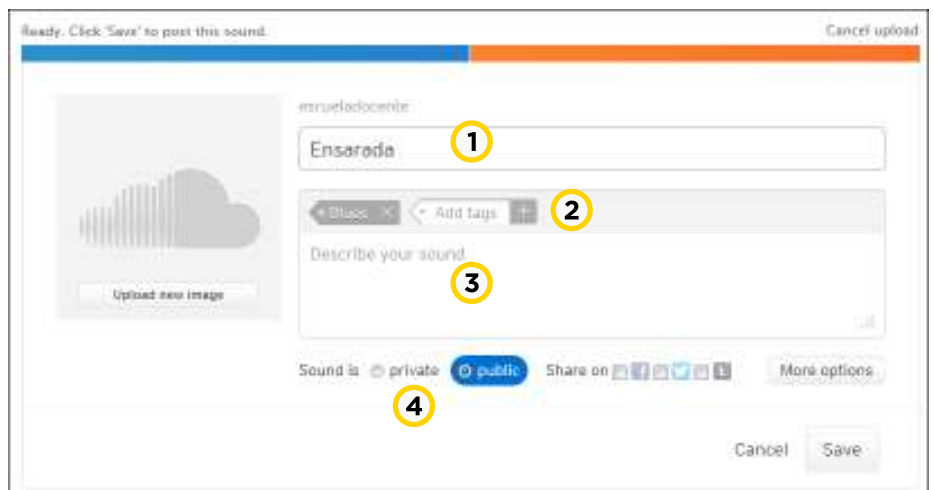 Ready. Click 'Save' to post this sound.
Cancel upload
escueladocente
Ensarada
1
Blues
Add tags
+
2
Describe your sound
3
Upload new image
Sound is private public Share on f t More options
4
Cancel Save